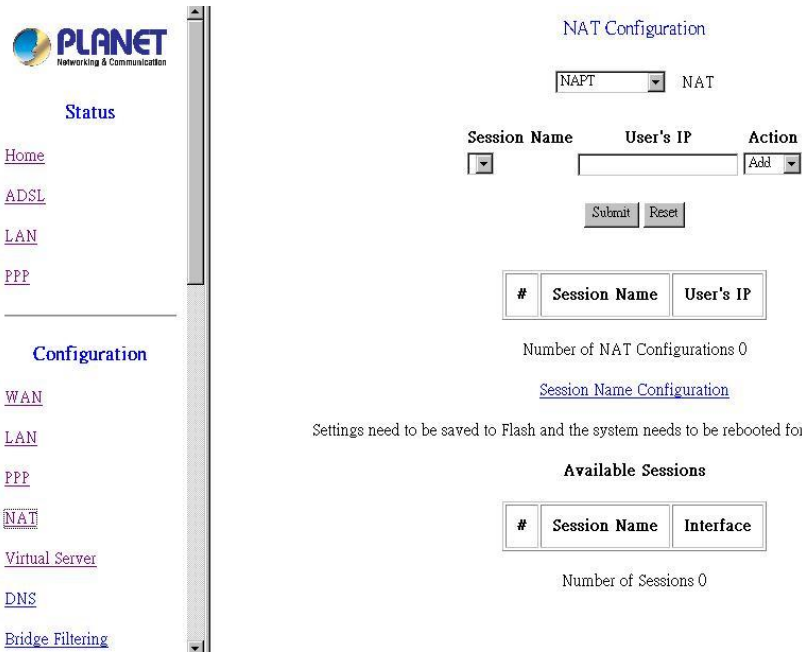 PLANET
Networking & Communication
Status
Home
ADSL
LAN
PPP
Configuration
WAN
LAN
PPP
NAT
Virtual Server
DNS
Bridge Filtering
NAT Configuration
NAPT NAT
Session Name User's IP Action
Add
Submit Reset
# Session Name User's IP
Number of NAT Configurations 0
Session Name Configuration
Settings need to be saved to Flash and the system needs to be rebooted for
Available Sessions
# Session Name Interface
Number of Sessions 0